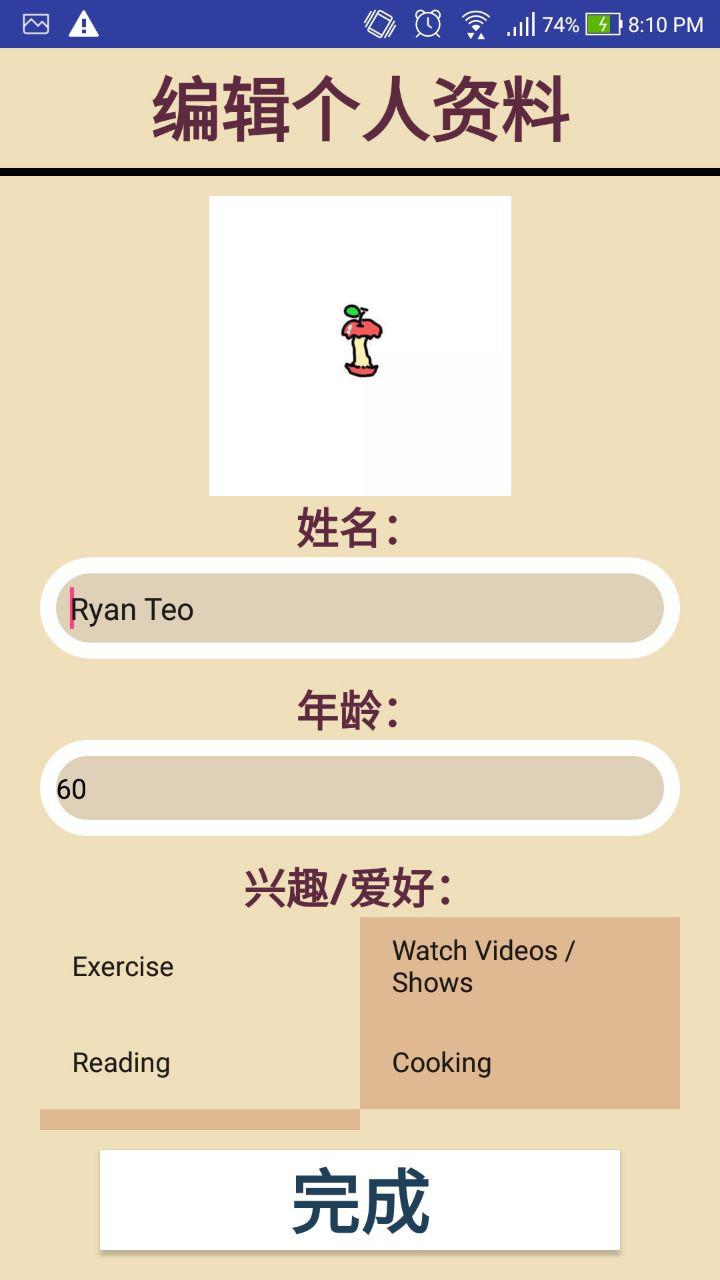 74% 8:10 PM
编辑个人资料
姓名：
Ryan Teo
年龄：
60
兴趣/爱好：
Exercise
Watch Videos /
Shows
Reading
Cooking
完成